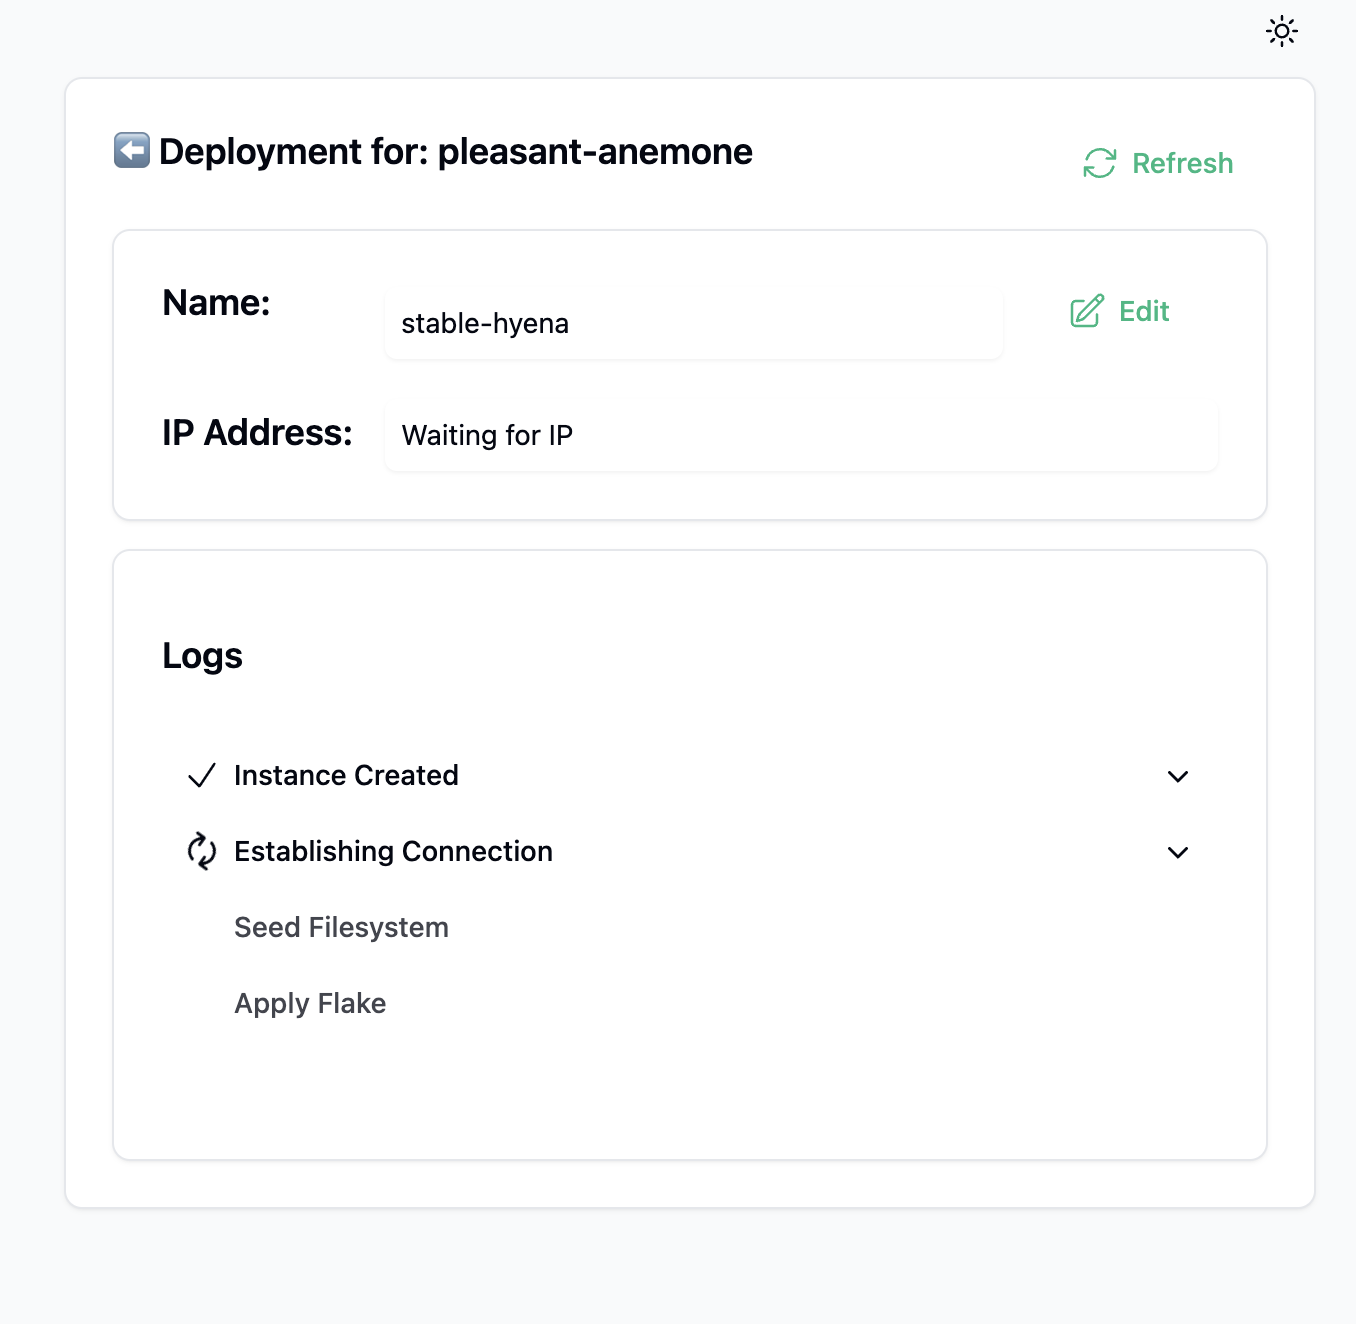 Deployment for: pleasant-anemone
Refresh
Name:
stable-hyena
Edit
IP Address:
Waiting for IP
Logs
Instance Created
Establishing Connection
Seed Filesystem
Apply Flake